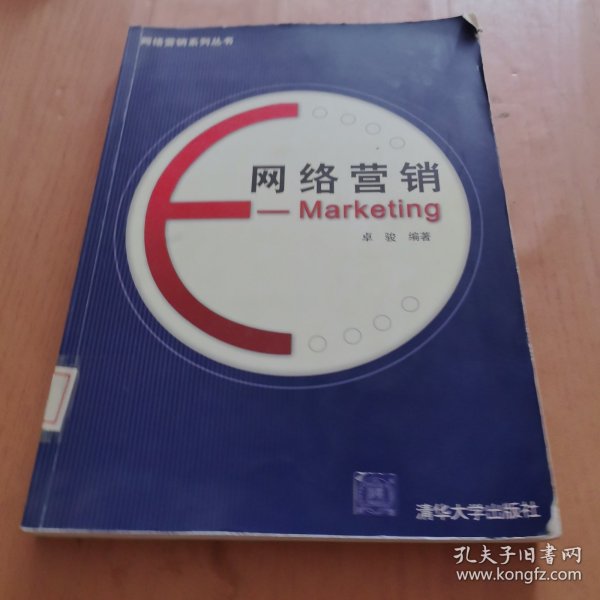 网络营销系列丛书
网络营销
E-Marketing
卓 骏 编著
清华大学出版社
孔夫子旧书网
www.kongfz.com